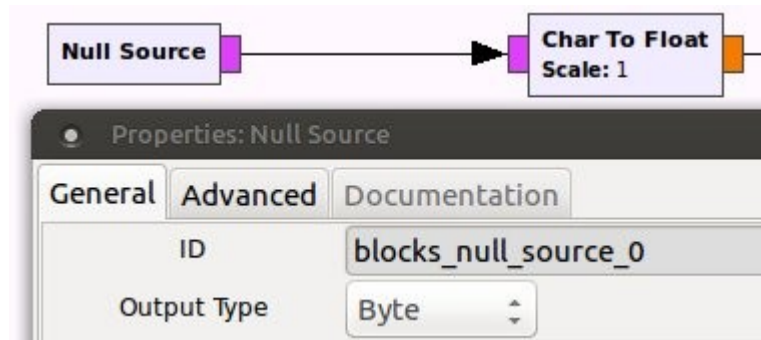 Null Source
Char To Float
Scale: 1
Properties: Null Source
General Advanced Documentation
ID blocks_null_source_0
Output Type Byte